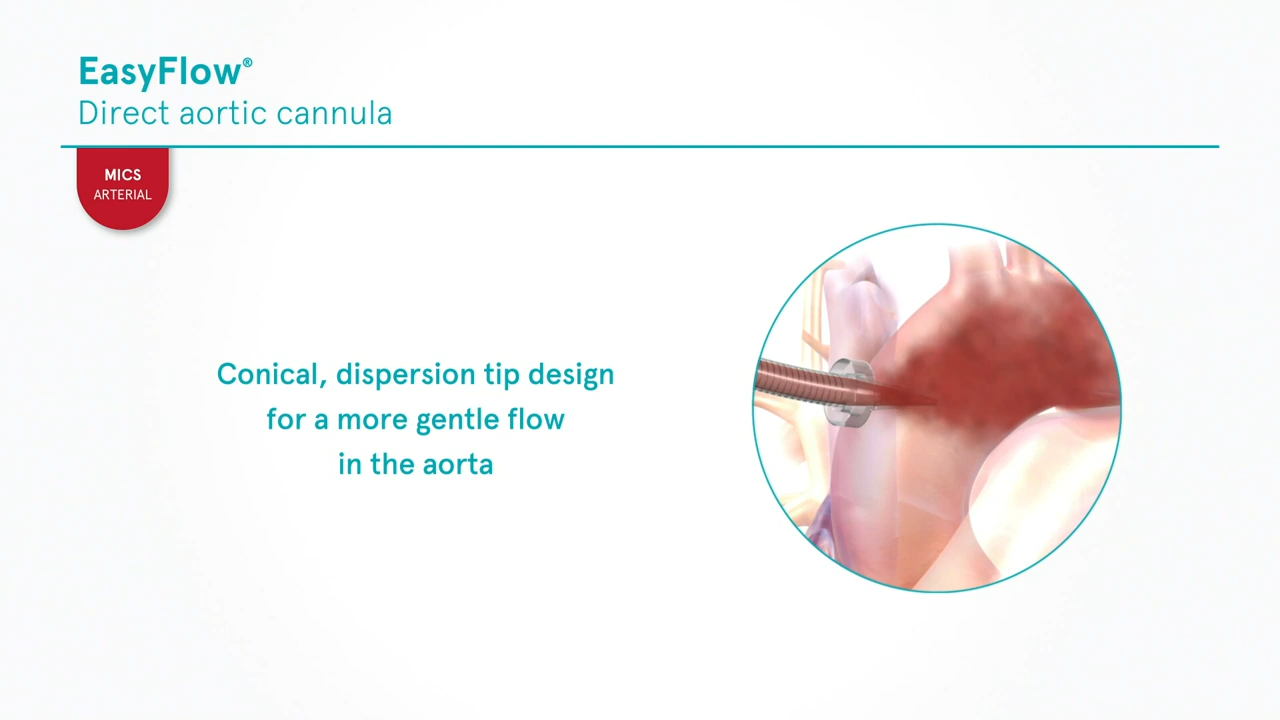 EasyFlow®
Direct aortic cannula
MICS
ARTERIAL
Conical, dispersion tip design
for a more gentle flow
in the aorta